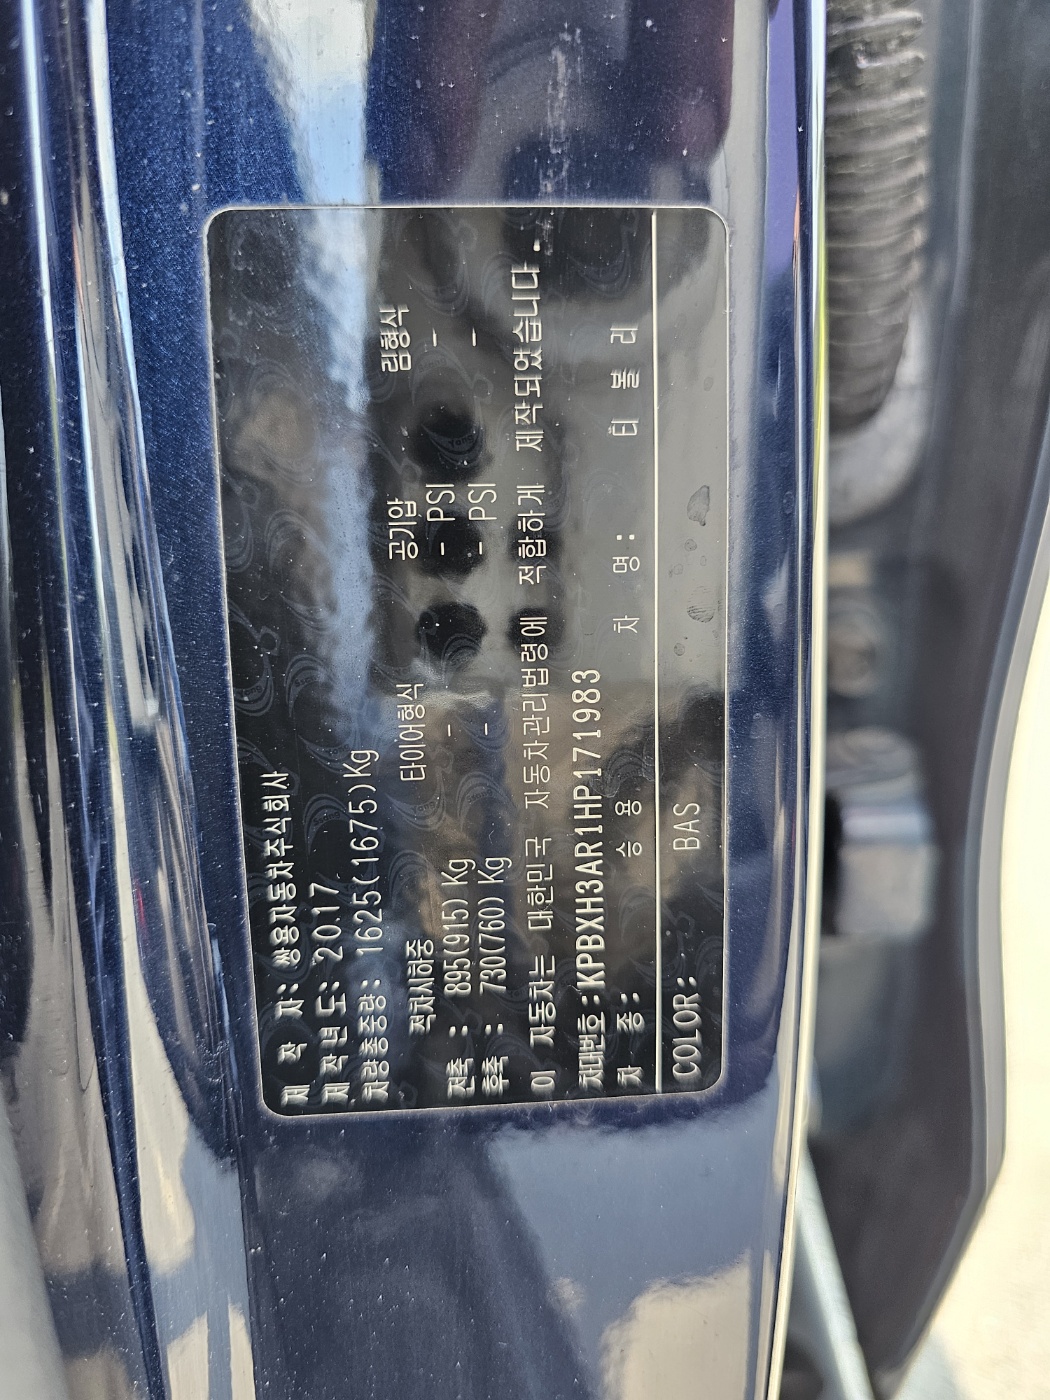 제 작 자: 쌍용자동차주식회사
제 작 년 도: 2017
차량총중량: 1625(1675)Kg
적차시하중 타이어형식 공기압 림형식
전축 : 895(915) Kg - - PSI -
후축 : 730(760) Kg - - PSI -
이 자동차는 대한민국 자동차관리법령에 적합하게 제작되었습니다.
차대번호:KPBXH3AR1HP171983
차 종: 승 용 차 명: 티 볼 리
COLOR: BAS